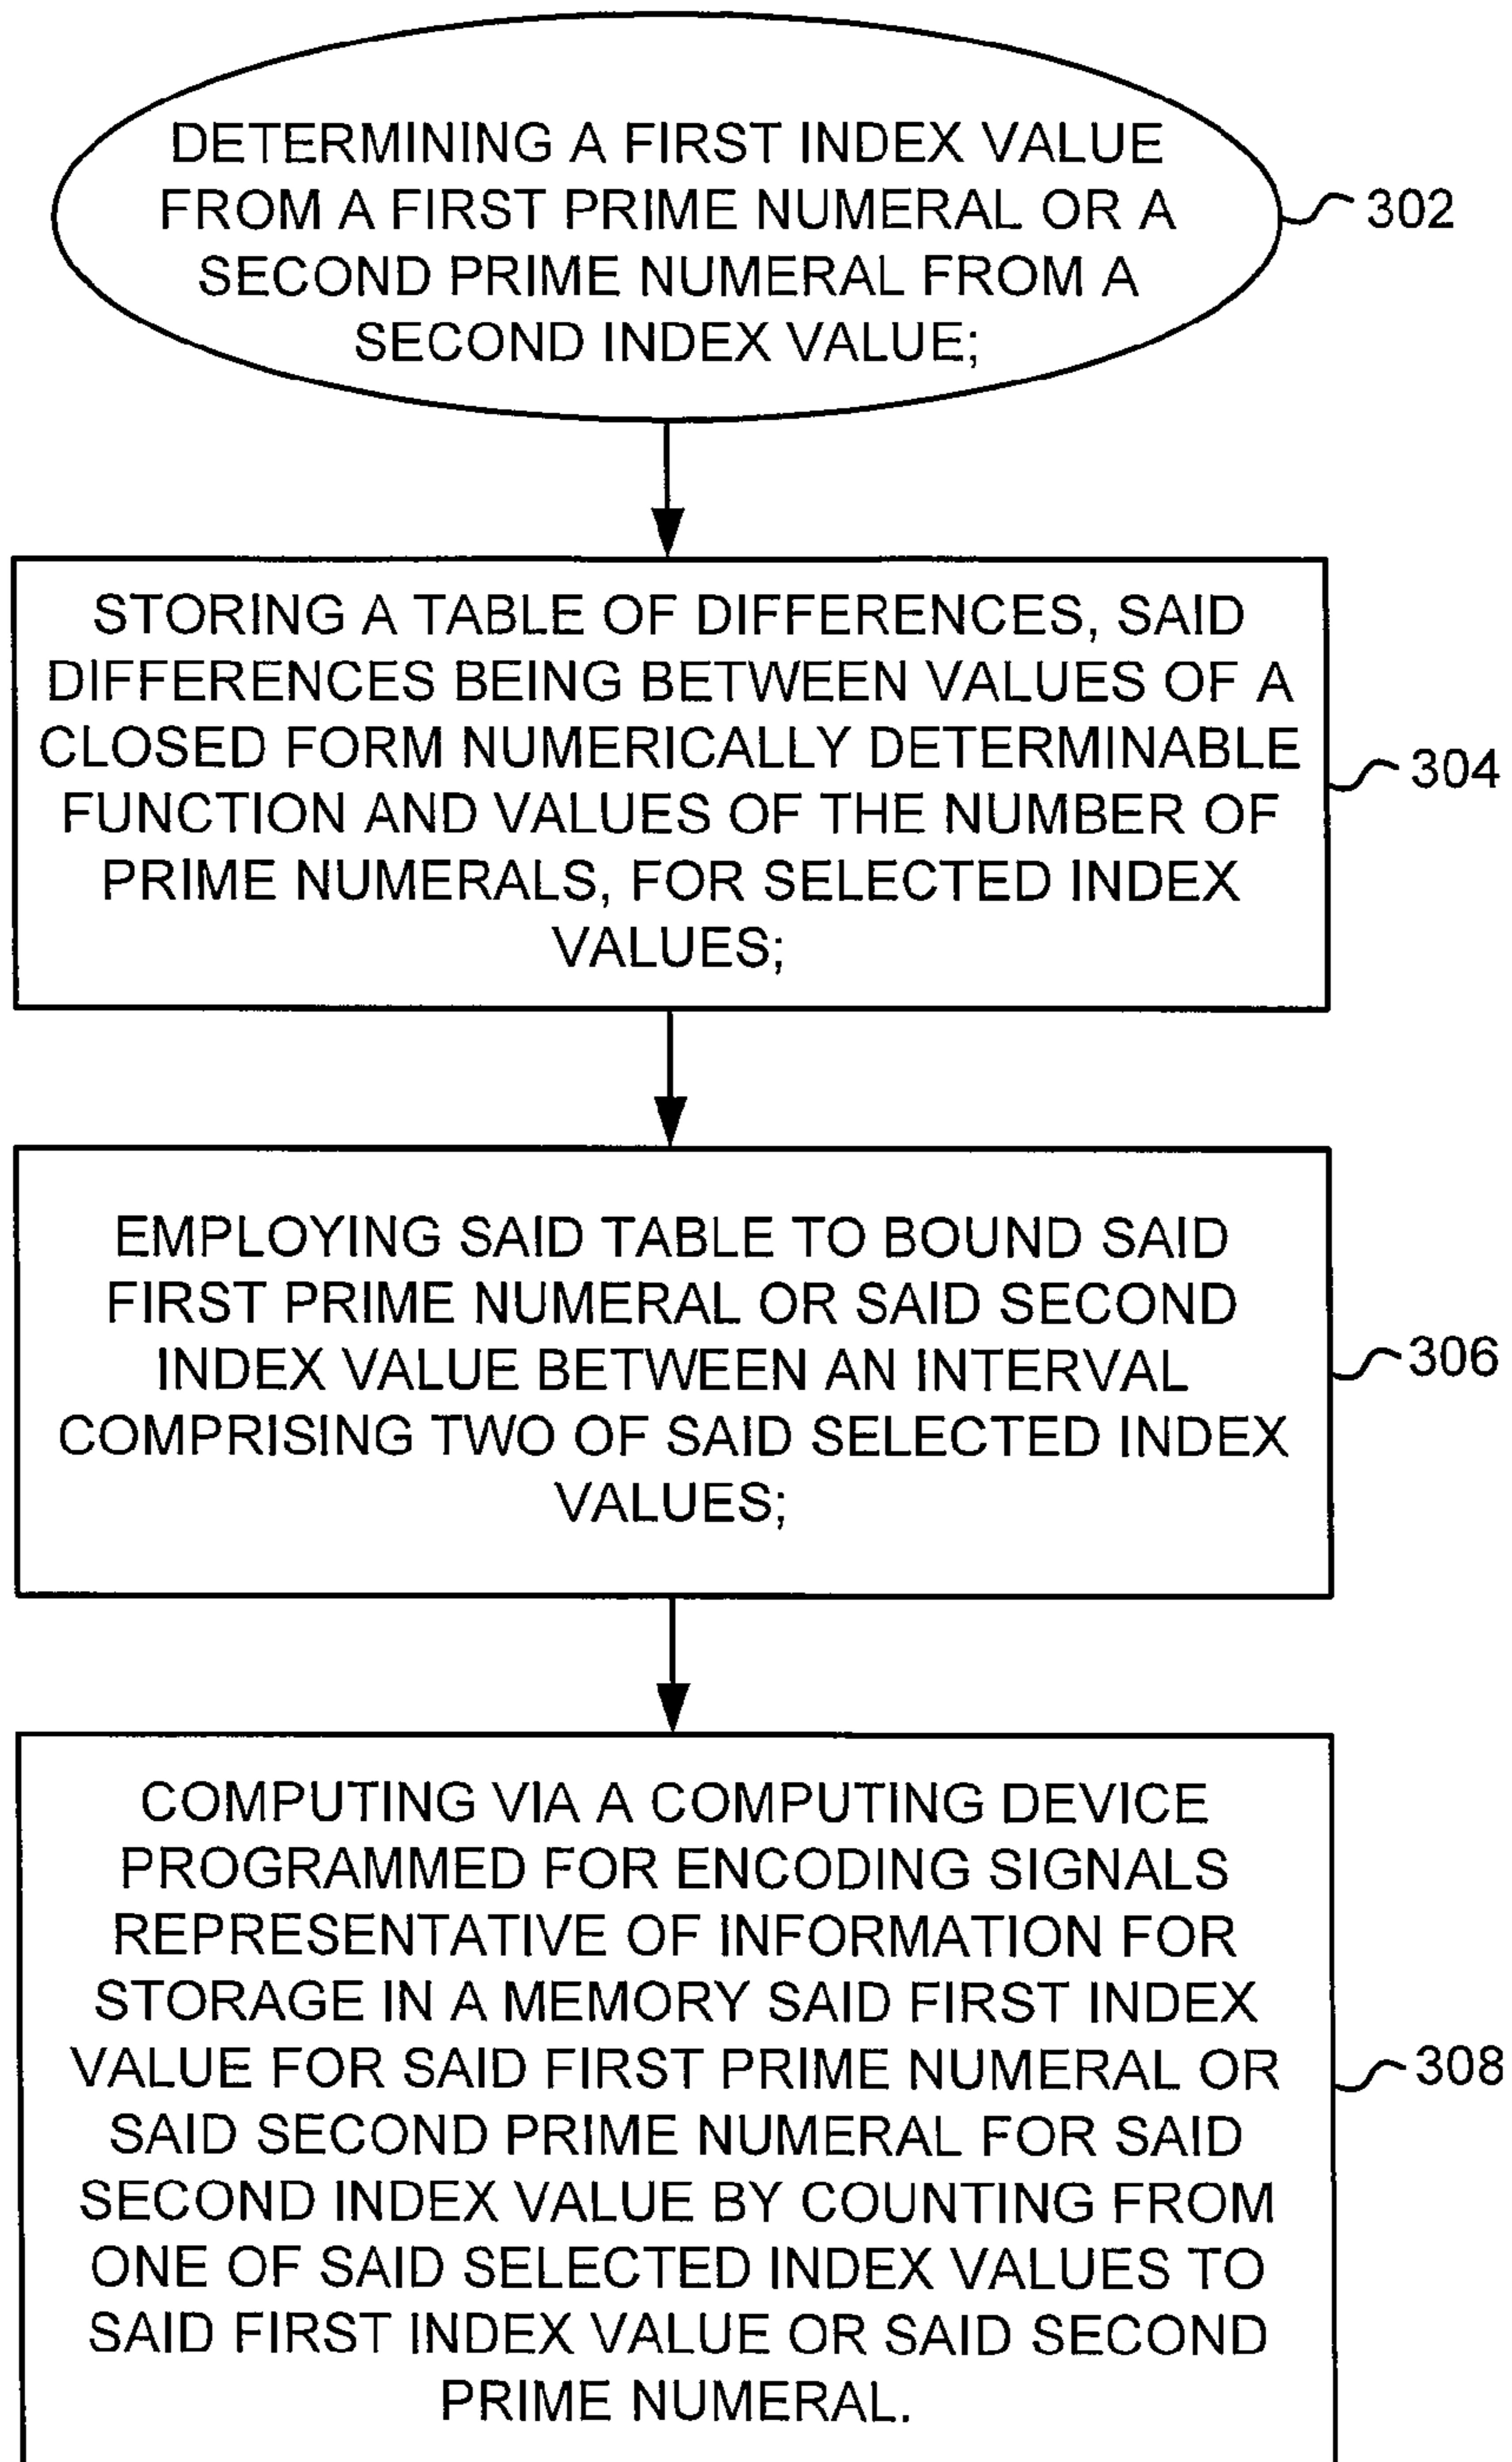 DETERMINING A FIRST INDEX VALUE
FROM A FIRST PRIME NUMERAL OR A
SECOND PRIME NUMERAL FROM A
SECOND INDEX VALUE;
302
STORING A TABLE OF DIFFERENCES, SAID
DIFFERENCES BEING BETWEEN VALUES OF A
CLOSED FORM NUMERICALLY DETERMINABLE
FUNCTION AND VALUES OF THE NUMBER OF
PRIME NUMERALS, FOR SELECTED INDEX
VALUES;
304
EMPLOYING SAID TABLE TO BOUND SAID
FIRST PRIME NUMERAL OR SAID SECOND
INDEX VALUE BETWEEN AN INTERVAL
COMPRISING TWO OF SAID SELECTED INDEX
VALUES;
306
COMPUTING VIA A COMPUTING DEVICE
PROGRAMMED FOR ENCODING SIGNALS
REPRESENTATIVE OF INFORMATION FOR
STORAGE IN A MEMORY SAID FIRST INDEX
VALUE FOR SAID FIRST PRIME NUMERAL OR
SAID SECOND PRIME NUMERAL FOR SAID
SECOND INDEX VALUE BY COUNTING FROM
ONE OF SAID SELECTED INDEX VALUES TO
SAID FIRST INDEX VALUE OR SAID SECOND
PRIME NUMERAL.
308